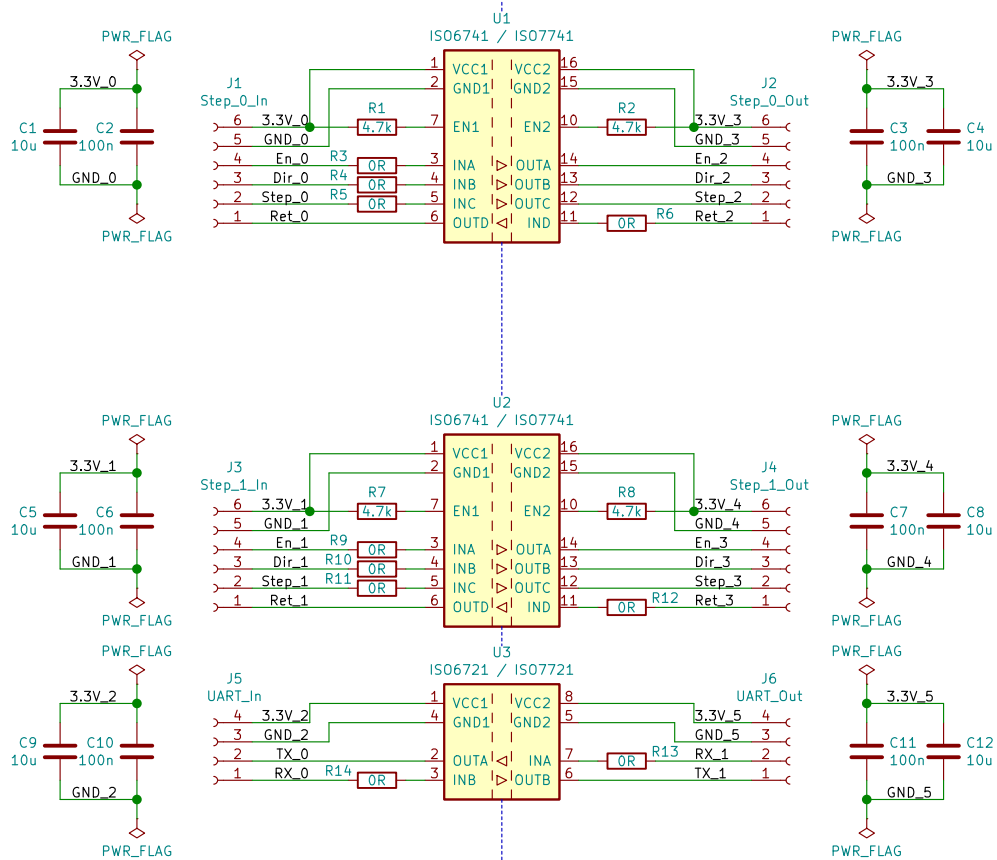 U1
ISO6741 / ISO7741
PWR_FLAG
3.3V_0
C1
10u
C2
100n
GND_0
PWR_FLAG
J1
Step_0_In
6 3.3V_0
5 GND_0
4 En_0
3 Dir_0
2 Step_0
1 Ret_0
R1
4.7k
R3
0R
R4
0R
R5
0R
1 VCC1 VCC2 16
2 GND1 GND2 15
7 EN1 EN2 10
3 INA OUTA 14
4 INB OUTB 13
5 INC OUTC 12
6 OUTD IND 11
R2
4.7k
R6
0R
J2
Step_0_Out
3.3V_3 6
GND_3 5
En_2 4
Dir_2 3
Step_2 2
Ret_2 1
PWR_FLAG
3.3V_3
C3
100n
C4
10u
GND_3
PWR_FLAG
U2
ISO6741 / ISO7741
PWR_FLAG
3.3V_1
C5
10u
C6
100n
GND_1
PWR_FLAG
J3
Step_1_In
6 3.3V_1
5 GND_1
4 En_1
3 Dir_1
2 Step_1
1 Ret_1
R7
4.7k
R9
0R
R10
0R
R11
0R
1 VCC1 VCC2 16
2 GND1 GND2 15
7 EN1 EN2 10
3 INA OUTA 14
4 INB OUTB 13
5 INC OUTC 12
6 OUTD IND 11
R8
4.7k
R12
0R
J4
Step_1_Out
3.3V_4 6
GND_4 5
En_3 4
Dir_3 3
Step_3 2
Ret_3 1
PWR_FLAG
3.3V_4
C7
100n
C8
10u
GND_4
PWR_FLAG
U3
ISO6721 / ISO7721
PWR_FLAG
3.3V_2
C9
10u
C10
100n
GND_2
PWR_FLAG
J5
UART_In
4 3.3V_2
3 GND_2
2 TX_0
1 RX_0
R14
0R
1 VCC1 VCC2 8
4 GND1 GND2 5
2 OUTA INA 7
3 INB OUTB 6
R13
0R
J6
UART_Out
3.3V_5 4
GND_5 3
RX_1 2
TX_1 1
PWR_FLAG
3.3V_5
C11
100n
C12
10u
GND_5
PWR_FLAG